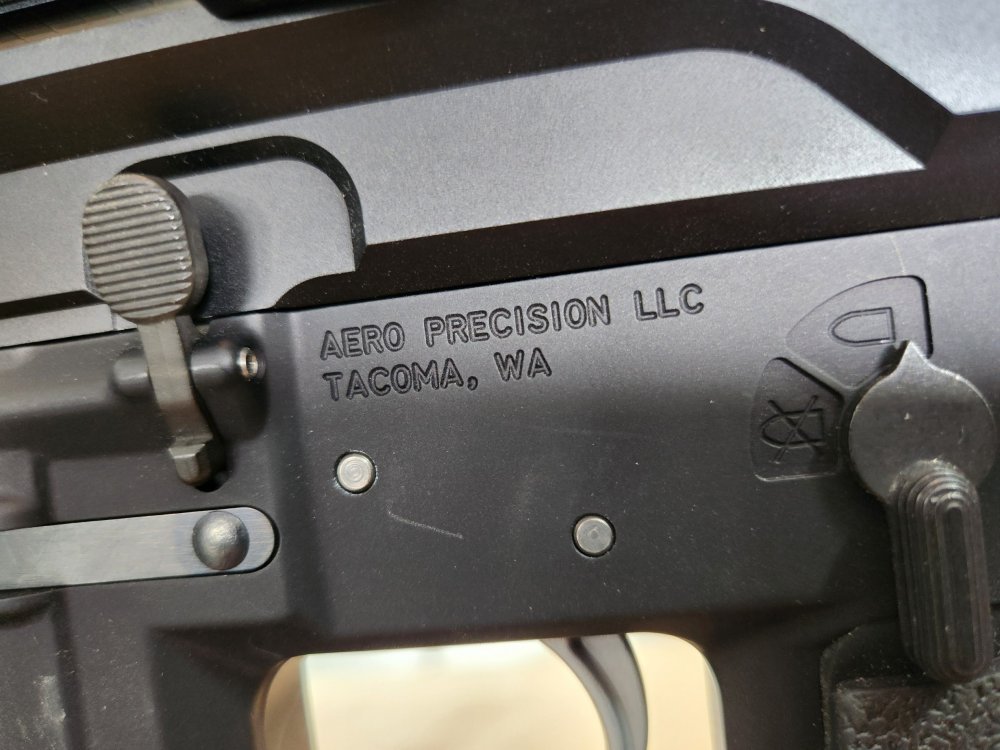 AERO PRECISION LLC
TACOMA, WA